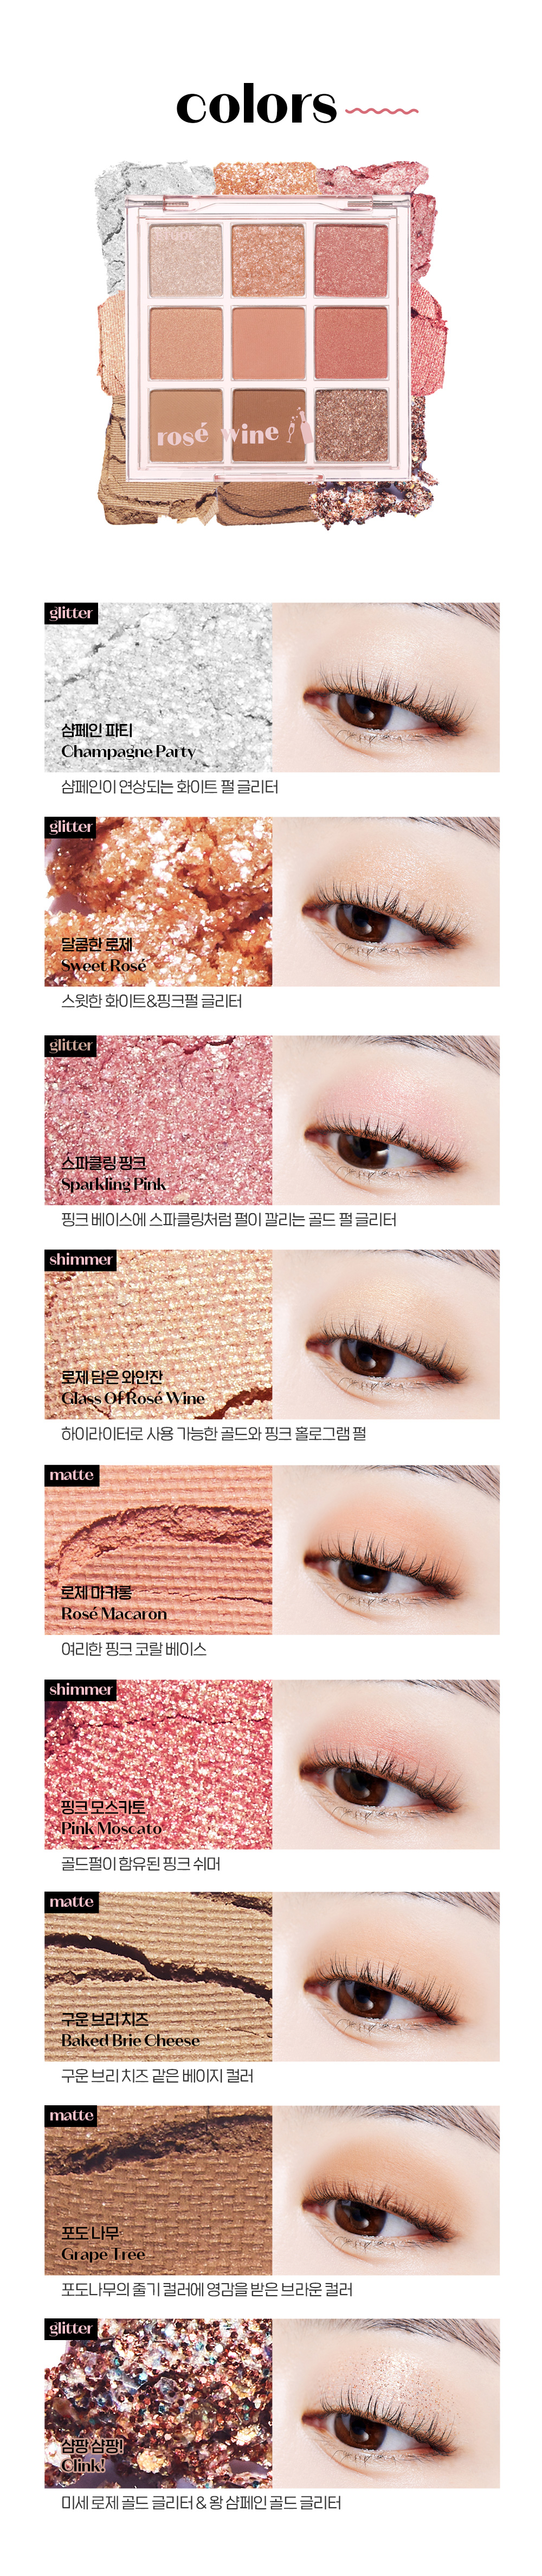 colors
rosé wine
glitter
샴페인 파티
Champagne Party
샴페인이 연상되는 화이트 펄 글리터
glitter
달콤한 로제
Sweet Rosé
스윗한 화이트&핑크펄 글리터
glitter
스파클링 핑크
Sparkling Pink
핑크 베이스에 스파클링처럼 펄이 깔리는 골드 펄 글리터
shimmer
로제 담은 와인잔
Glass Of Rosé Wine
하이라이터로 사용 가능한 골드와 핑크 홀로그램 펄
matte
로제 마카롱
Rosé Macaron
여리한 핑크 코랄 베이스
shimmer
핑크 모스카토
Pink Moscato
골드펄이 함유된 핑크 쉬머
matte
구운 브리 치즈
Baked Brie Cheese
구운 브리 치즈 같은 베이지 컬러
matte
포도 나무
Grape Tree
포도나무의 줄기 컬러에 영감을 받은 브라운 컬러
glitter
샴팡 샴팡!
Clink!
미세 로제 골드 글리터 & 왕 샴페인 골드 글리터